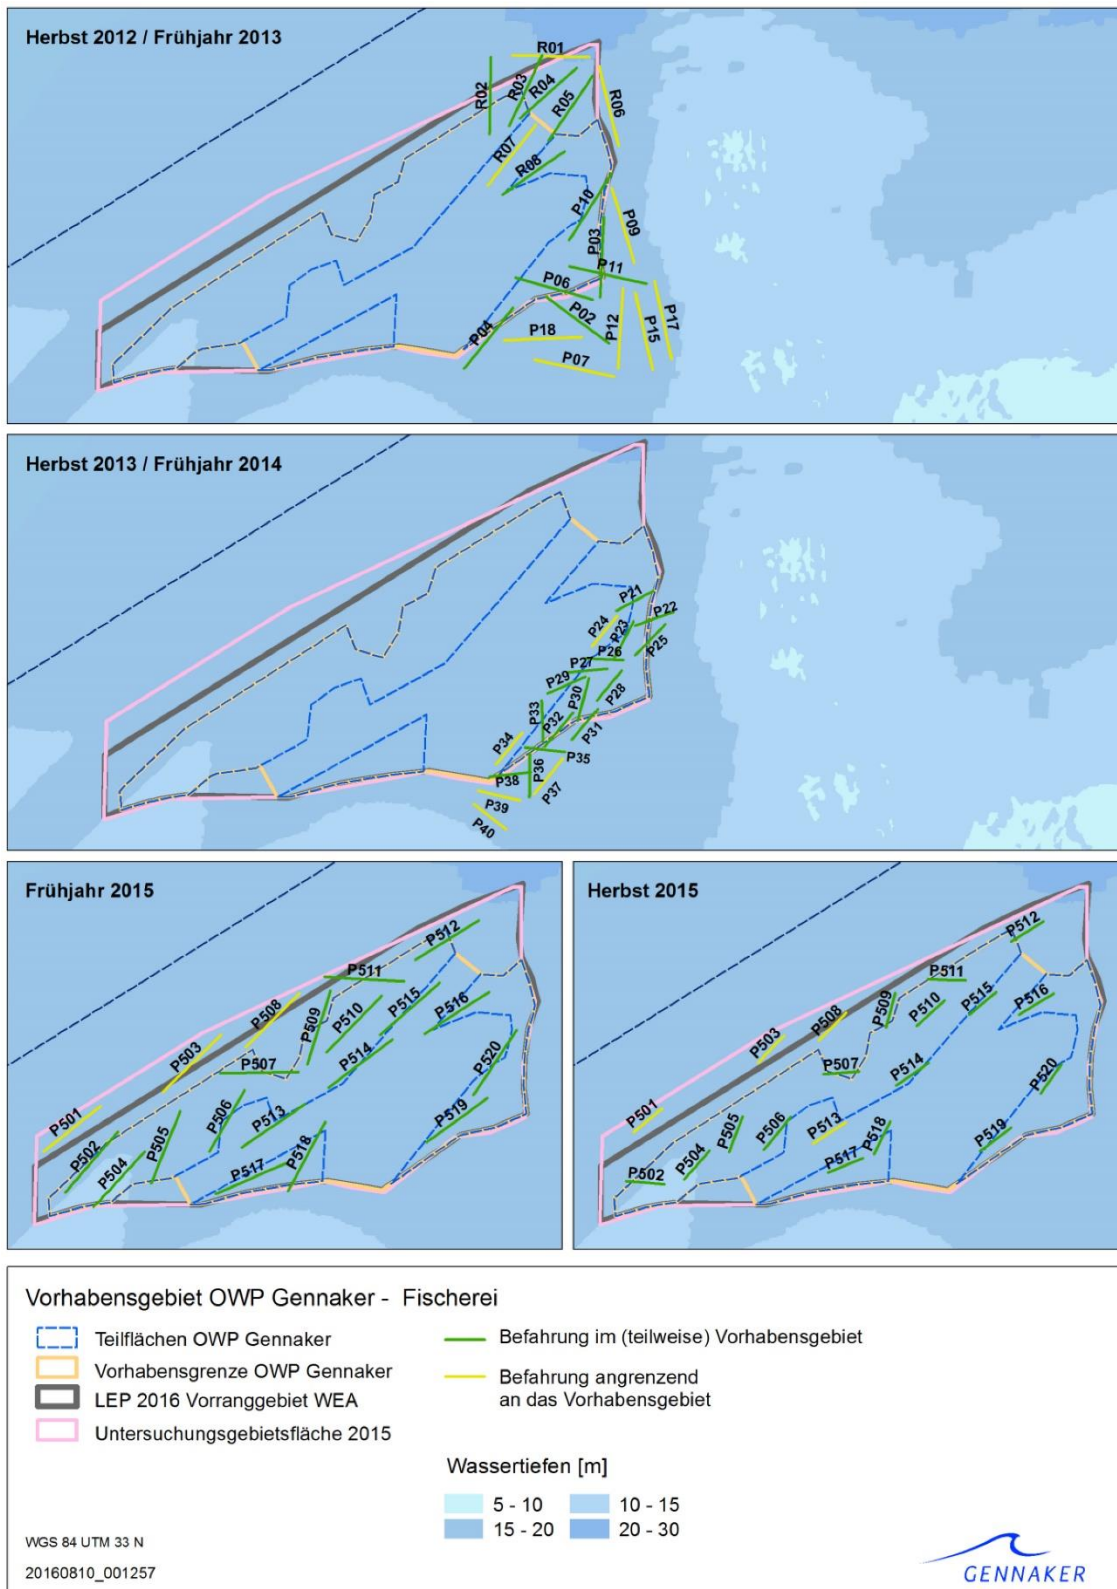 Herbst 2012 / Frühjahr 2013
R01
R02
R03
R04
R05
R06
R07
R08
P10
P09
P03
P11
P06
P02
P12
P15
P17
P04
P18
P07
Herbst 2013 / Frühjahr 2014
P21
P22
P24
P23
P25
P26
P27
P29
P28
P30
P33
P32
P31
P34
P35
P36
P38
P37
P39
P40
Frühjahr 2015
P512
P511
P508
P515
P516
P509
P510
P503
P507
P514
P520
P501
P506
P513
P505
P519
P502
P504
P518
P517
Herbst 2015
P512
P511
P509
P515
P516
P508
P510
P503
P507
P514
P520
P501
P505
P506
P513
P518
P519
P504
P502
P517
Vorhabensgebiet OWP Gennaker - Fischerei
Teilflächen OWP Gennaker
Vorhabensgrenze OWP Gennaker
LEP 2016 Vorranggebiet WEA
Untersuchungsgebietsfläche 2015
Befahrung im (teilweise) Vorhabensgebiet
Befahrung angrenzend
an das Vorhabensgebiet
Wassertiefen [m]
5 - 10
10 - 15
15 - 20
20 - 30
WGS 84 UTM 33 N
20160810_001257
GENNAKER